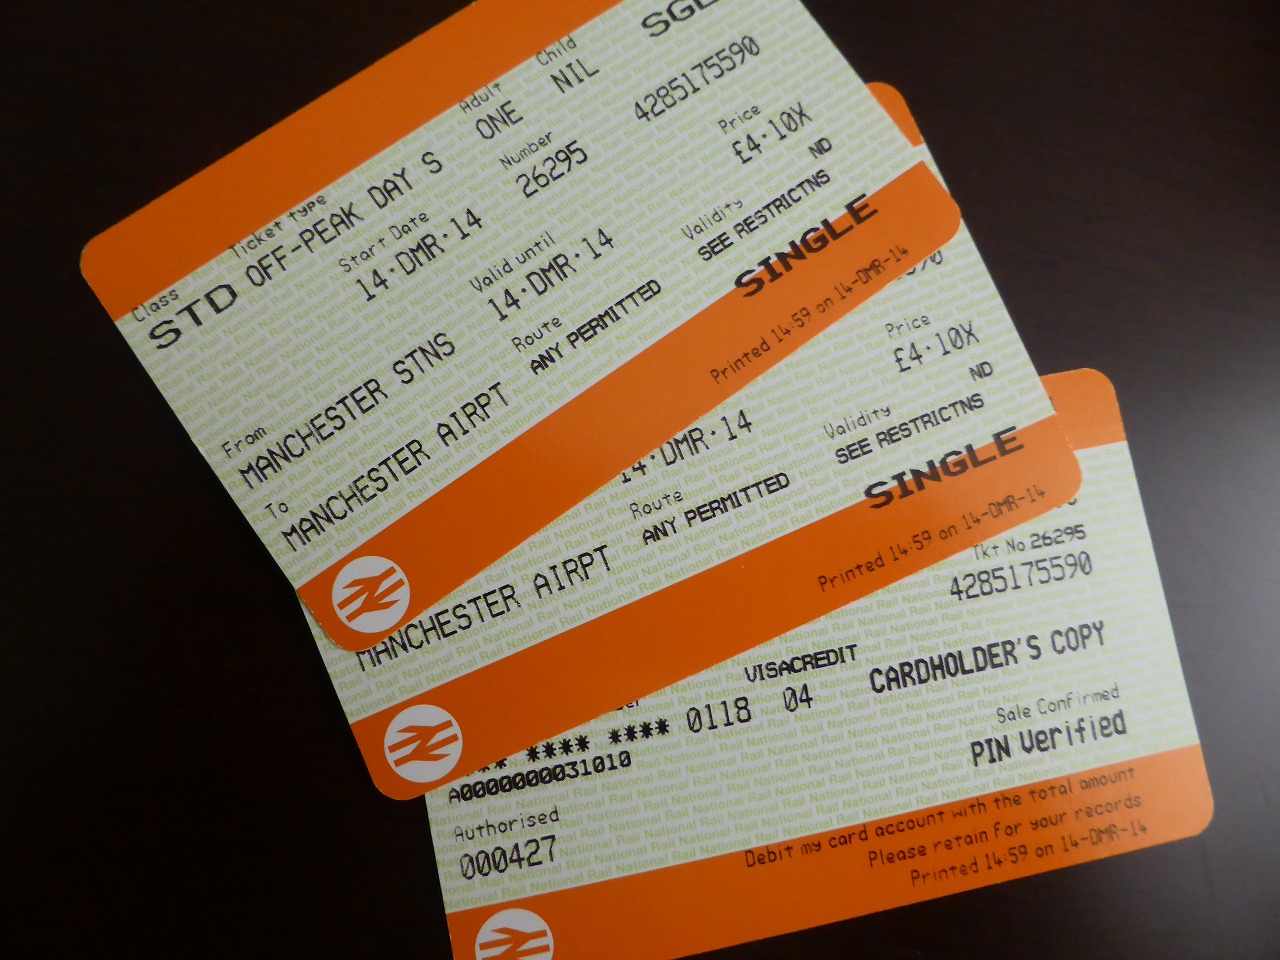 SGL
Class Ticket type Adult Child
STD OFF-PEAK DAY S ONE NIL
Start Date Number
14·DMR·14 26295 4285175590
From Valid until Price
MANCHESTER STNS 14·DMR·14 £4·10X
To Route Validity ND
MANCHESTER AIRPT ANY PERMITTED SEE RESTRICTNS
SINGLE
Printed 14:59 on 14-DMR-14
Price
14·DMR·14 £4·10X
Route Validity ND
MANCHESTER AIRPT ANY PERMITTED SEE RESTRICTNS
SINGLE
Printed 14:59 on 14-DMR-14
Tkt No 26295
4285175590
VISACREDIT
**** **** 0118 04 CARDHOLDER'S COPY
A0000000031010 Sale Confirmed
Authorised PIN Verified
000427
Debit my card account with the total amount
Please retain for your records
Printed 14:59 on 14-DMR-14